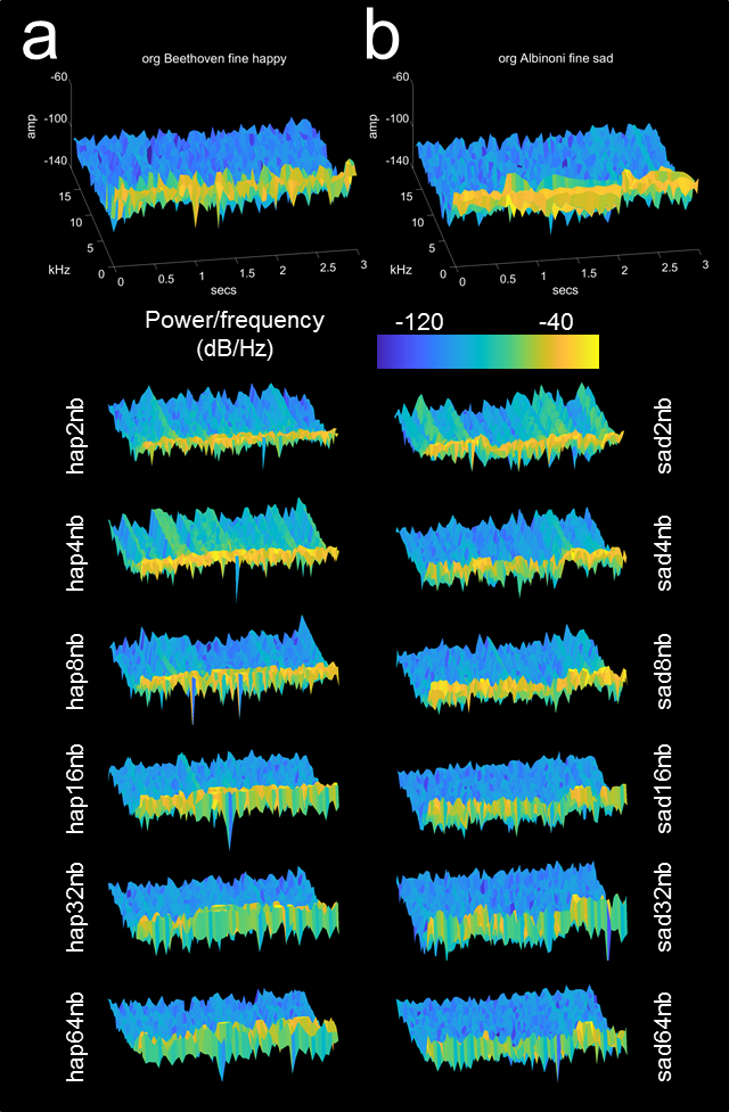 a
b
org Beethoven fine happy
org Albinoni fine sad
-60
-100
-140
amp
15
10
5
0
kHz
0
0.5
1
1.5
2
2.5
3
secs
-60
-100
-140
amp
15
10
5
0
kHz
0
0.5
1
1.5
2
2.5
3
secs
Power/frequency
(dB/Hz)
-120
-40
hap2nb
sad2nb
hap4nb
sad4nb
hap8nb
sad8nb
hap16nb
sad16nb
hap32nb
sad32nb
hap64nb
sad64nb